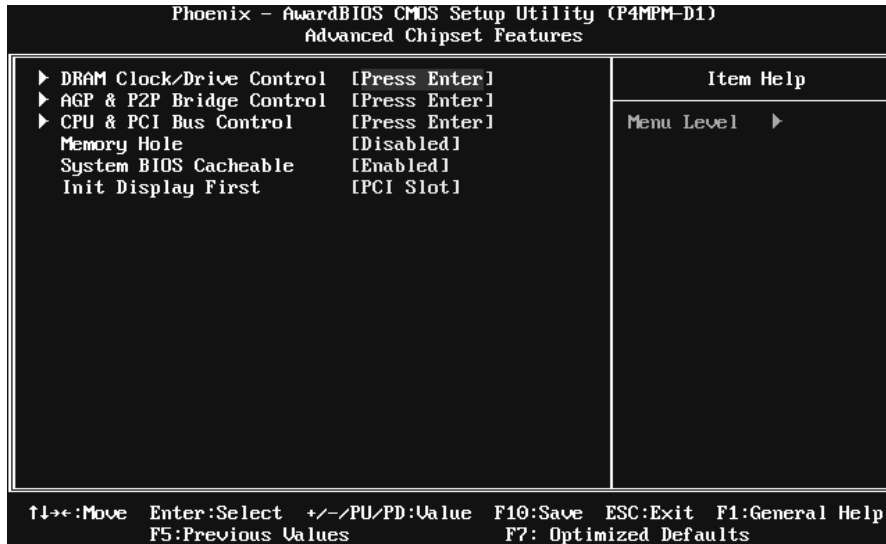 Phoenix - AwardBIOS CMOS Setup Utility (P4MPM-D1)
Advanced Chipset Features
▶ DRAM Clock/Drive Control [Press Enter]
▶ AGP & P2P Bridge Control [Press Enter]
▶ CPU & PCI Bus Control [Press Enter]
Memory Hole [Disabled]
System BIOS Cacheable [Enabled]
Init Display First [PCI Slot]
Item Help
Menu Level ▶
↑↓→←:Move Enter:Select +/-/PU/PD:Value F10:Save ESC:Exit F1:General Help
F5:Previous Values F7: Optimized Defaults